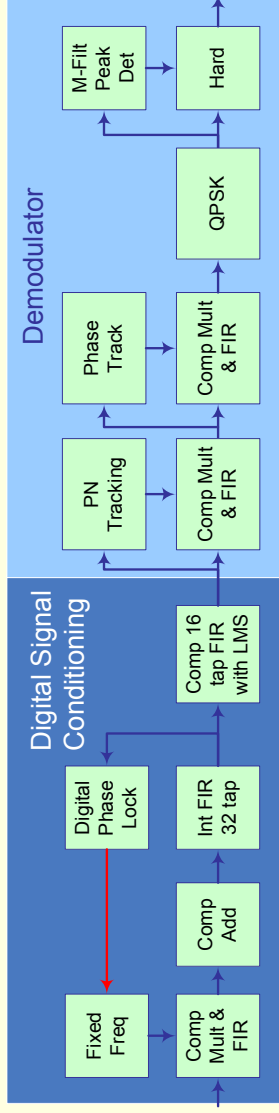 Digital Signal
Conditioning
Fixed
Freq
Digital
Phase
Lock
Comp
Mult &
FIR
Comp
Add
Int FIR
32 tap
Comp 16
tap FIR
with LMS
Demodulator
PN
Tracking
Phase
Track
M-Filt
Peak
Det
Comp Mult
& FIR
Comp Mult
& FIR
QPSK
Hard